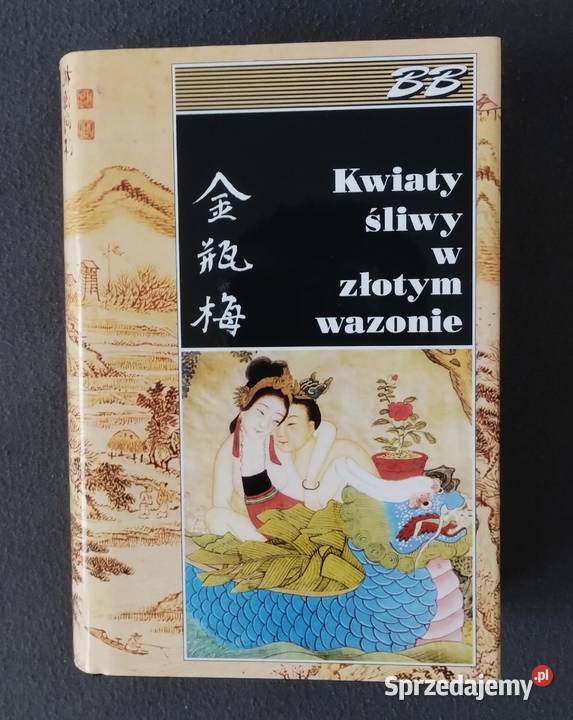 BB
金
瓶
梅
Kwiaty
śliwy
w
złotym
wazonie
Sprzedajemy.pl